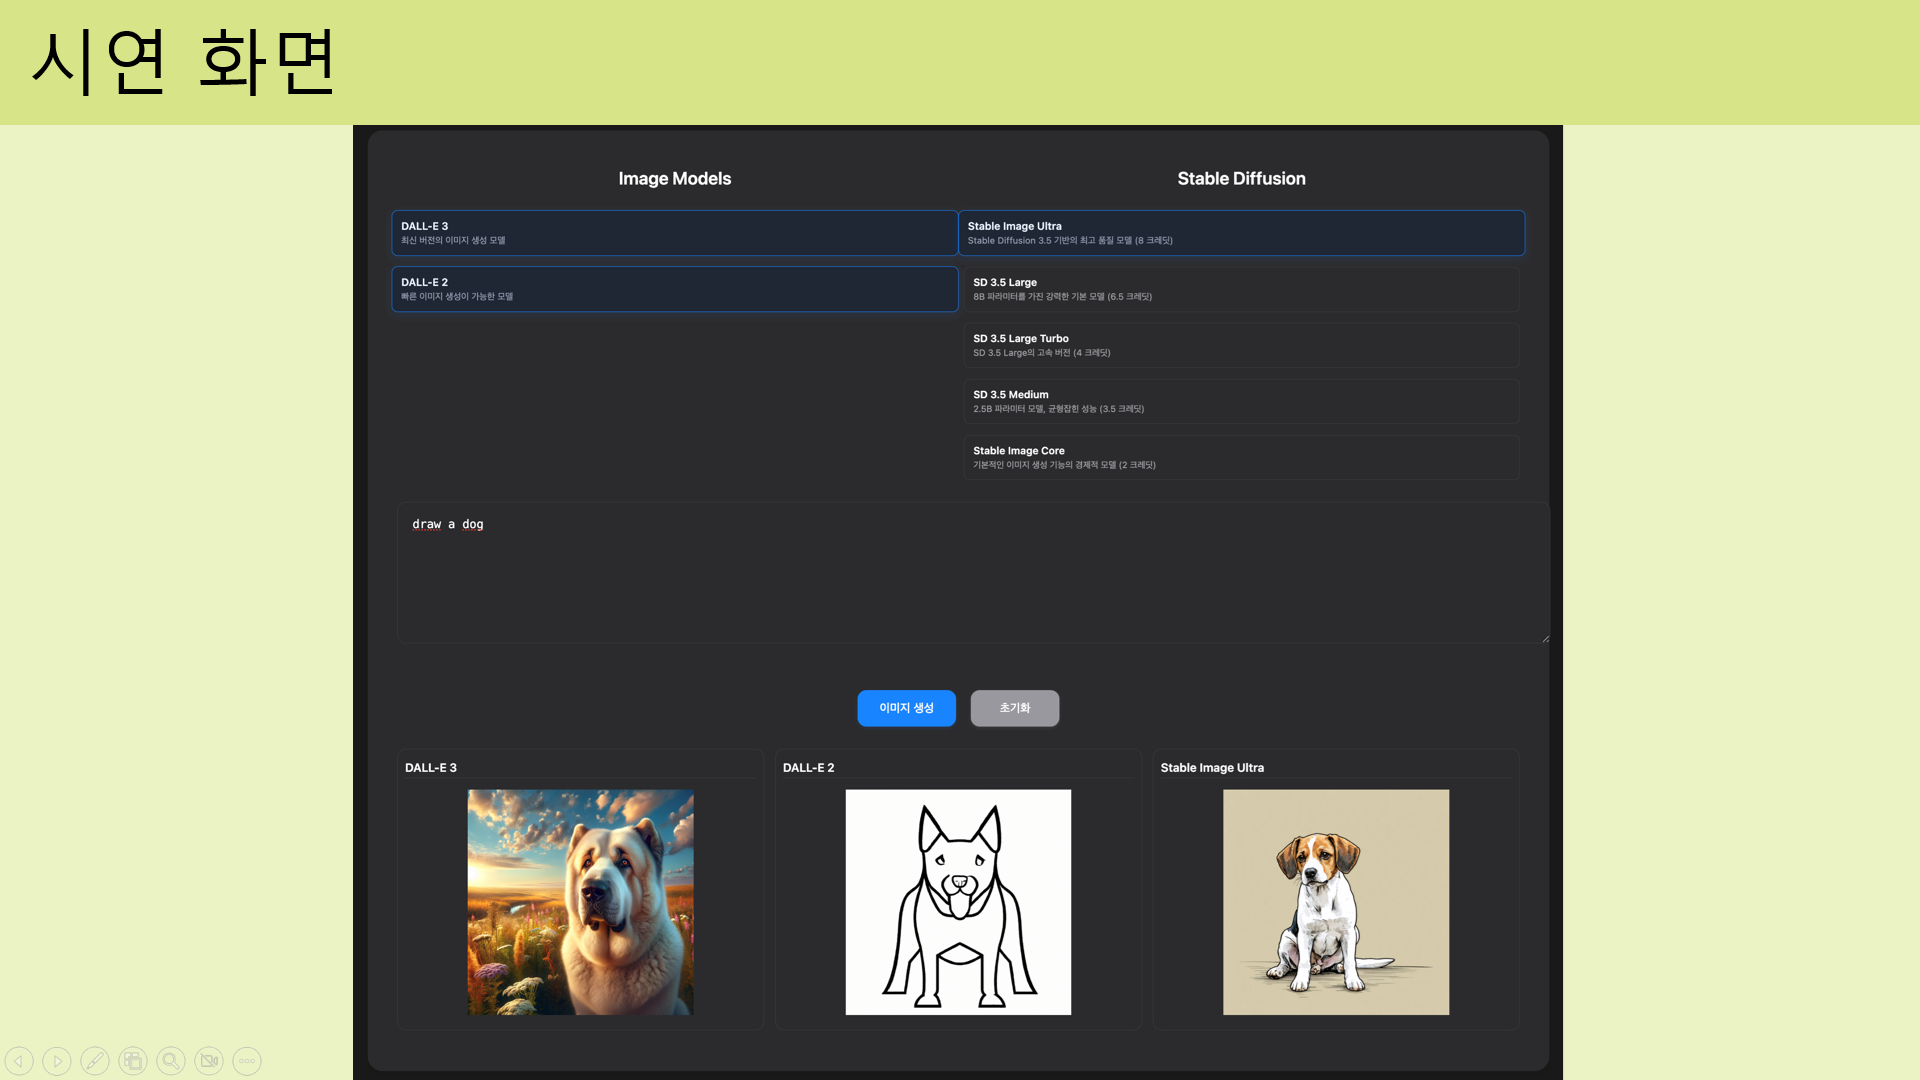 시연 화면
Image Models
DALL-E 3
최신 버전의 이미지 생성 모델
DALL-E 2
빠른 이미지 생성이 가능한 모델
Stable Diffusion
Stable Image Ultra
Stable Diffusion 3.5 기반의 최고 품질 모델 (8 크레딧)
SD 3.5 Large
8B 파라미터를 가진 강력한 기본 모델 (6.5 크레딧)
SD 3.5 Large Turbo
SD 3.5 Large의 고속 버전 (4 크레딧)
SD 3.5 Medium
2.5B 파라미터 모델, 균형잡힌 성능 (3.5 크레딧)
Stable Image Core
기본적인 이미지 생성 기능의 경제적 모델 (2 크레딧)
draw a dog
이미지 생성
초기화
DALL-E 3
DALL-E 2
Stable Image Ultra